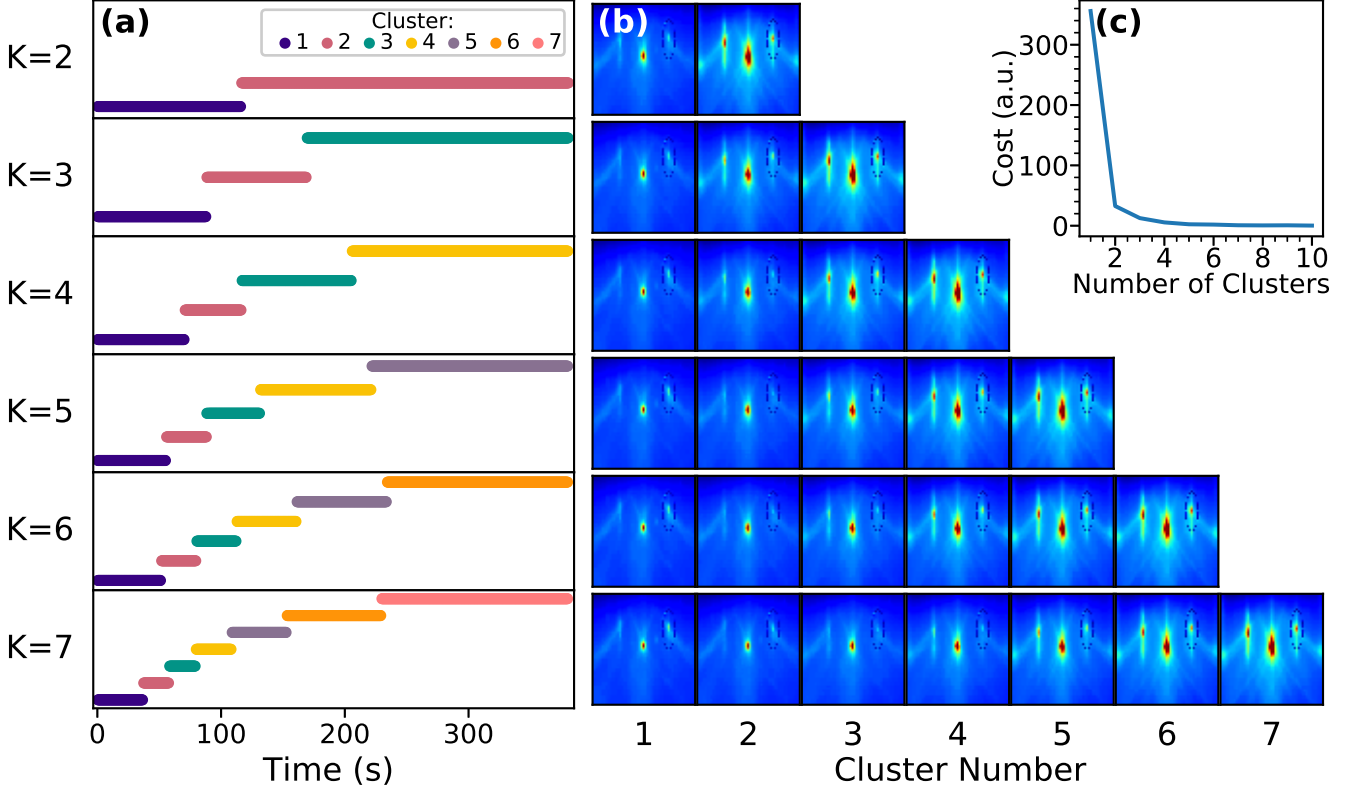 (a)
Cluster:
1 2 3 4 5 6 7
K=2
K=3
K=4
K=5
K=6
K=7
0 100 200 300
Time (s)
(b)
1 2 3 4 5 6 7
Cluster Number
(c)
300
200
100
0
Cost (a.u.)
2 4 6 8 10
Number of Clusters